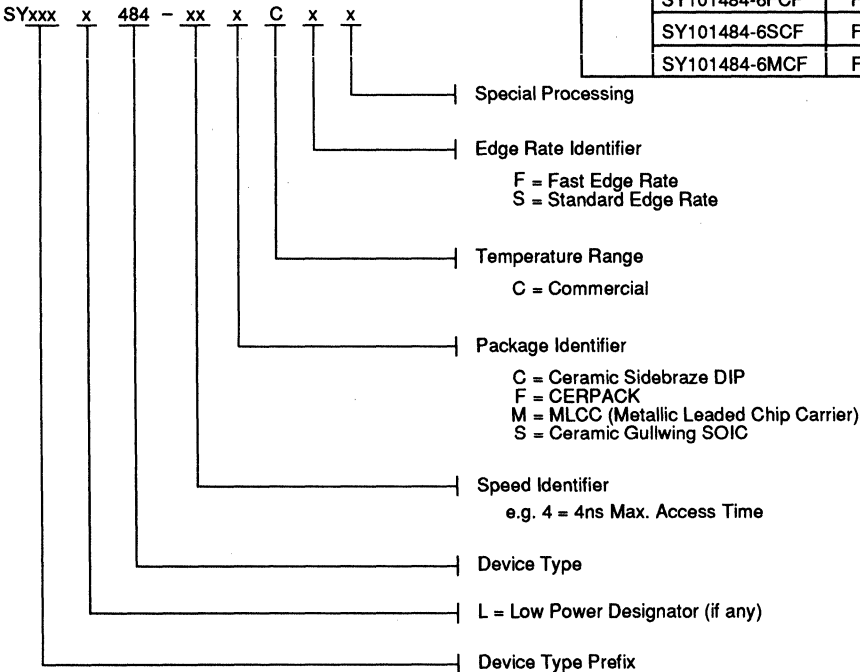 SYxxx x 484 - xx x C x x
SY101484-6SCF F
SY101484-6MCF F
Special Processing
Edge Rate Identifier
F = Fast Edge Rate
S = Standard Edge Rate
Temperature Range
C = Commercial
Package Identifier
C = Ceramic Sidebraze DIP
F = CERPACK
M = MLCC (Metallic Leaded Chip Carrier)
S = Ceramic Gullwing SOIC
Speed Identifier
e.g. 4 = 4ns Max. Access Time
Device Type
L = Low Power Designator (if any)
Device Type Prefix